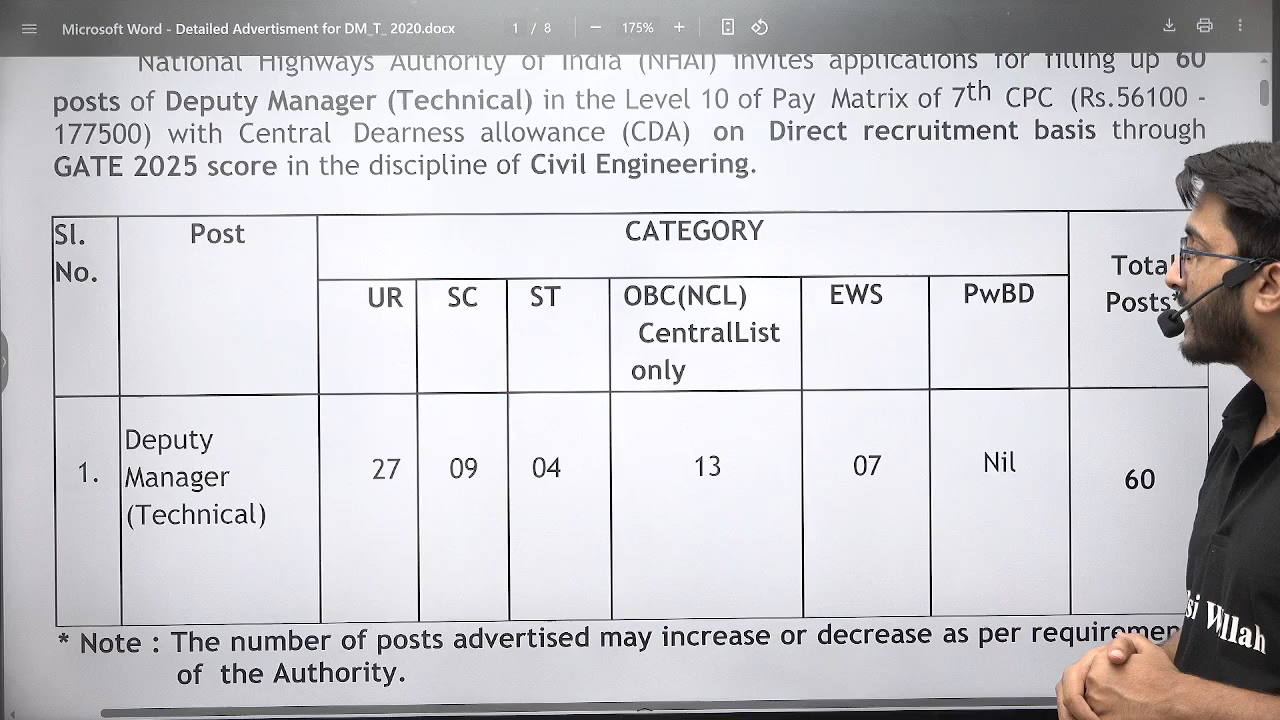 Microsoft Word - Detailed Advertisment for DM_T_ 2020.docx
1 / 8
175%
National Highways Authority of India (NHAI) invites applications for filling up 60
posts of Deputy Manager (Technical) in the Level 10 of Pay Matrix of 7th CPC (Rs.56100 -
177500) with Central Dearness allowance (CDA) on Direct recruitment basis through
GATE 2025 score in the discipline of Civil Engineering.
Sl.
No.
Post
CATEGORY
Total
Posts*
UR
SC
ST
OBC(NCL)
CentralList
only
EWS
PwBD
1.
Deputy
Manager
(Technical)
27
09
04
13
07
Nil
60
* Note : The number of posts advertised may increase or decrease as per
of the Authority.